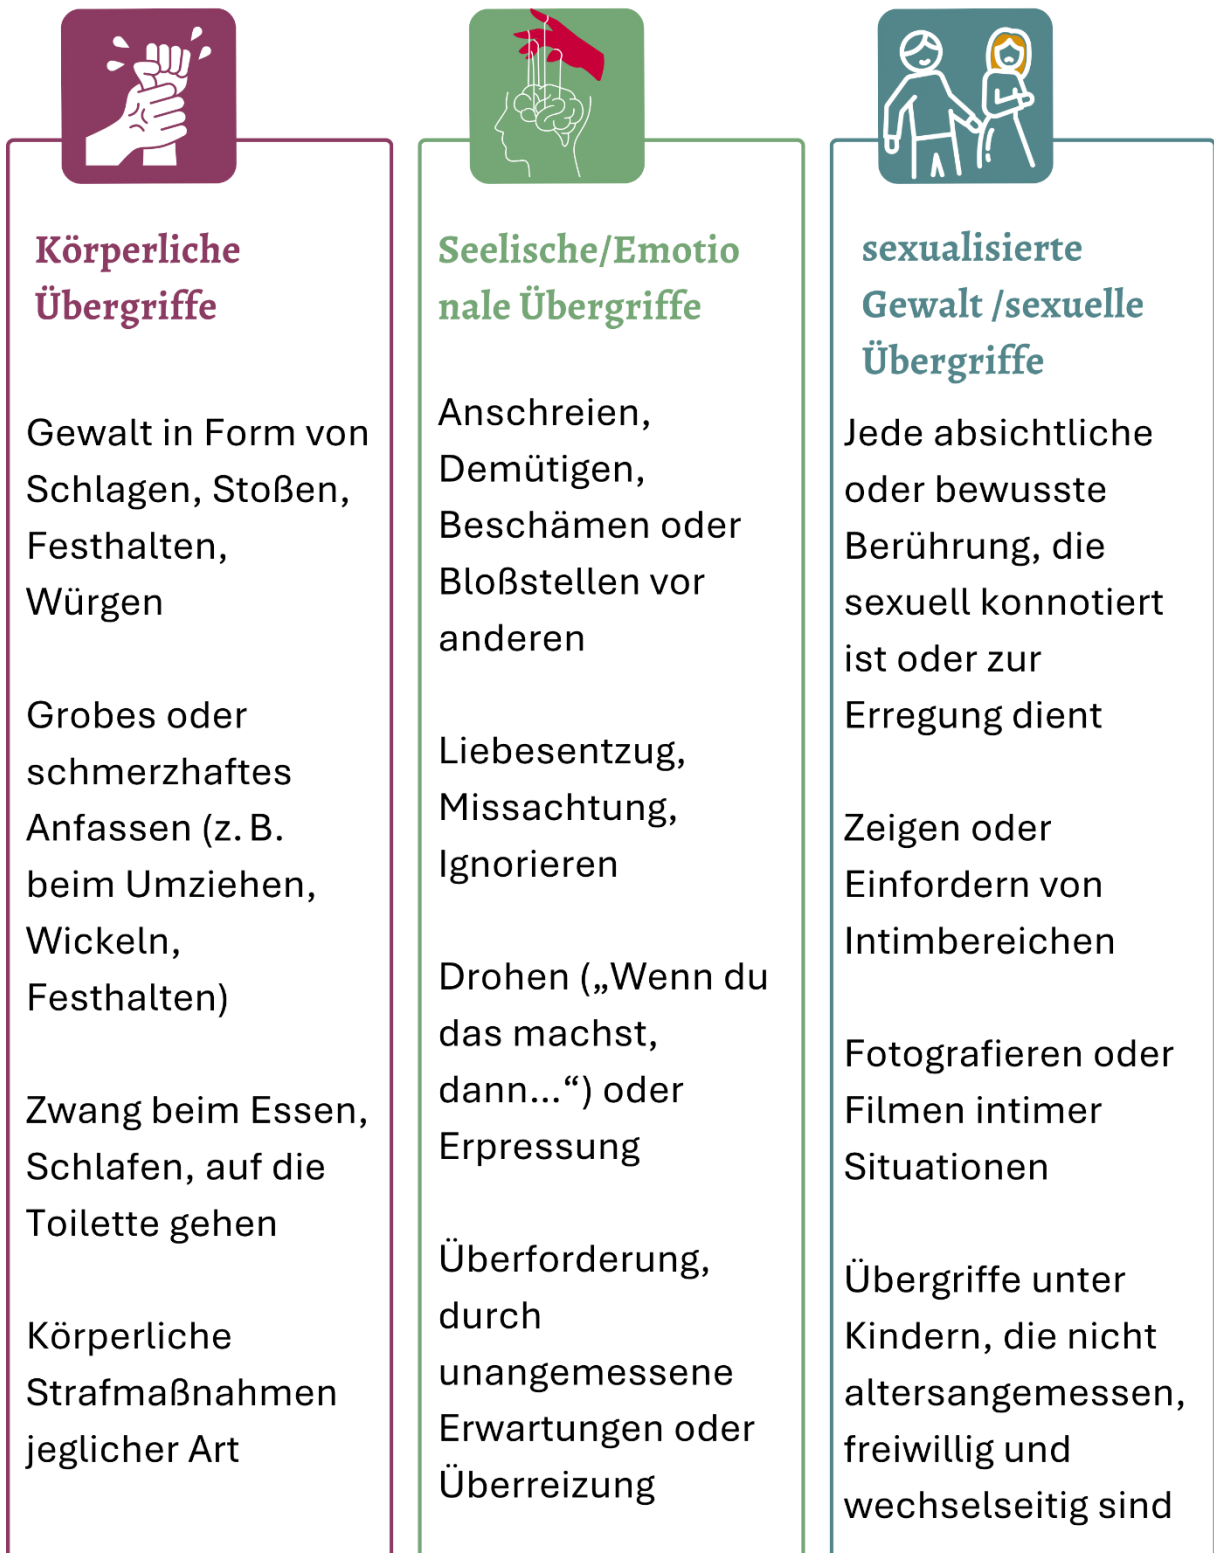 Körperliche
Übergriffe
Gewalt in Form von
Schlagen, Stoßen,
Festhalten,
Würgen
Grobes oder
schmerzhaftes
Anfassen (z. B.
beim Umziehen,
Wickeln,
Festhalten)
Zwang beim Essen,
Schlafen, auf die
Toilette gehen
Körperliche
Strafmaßnahmen
jeglicher Art
Seelische/Emotio
nale Übergriffe
Anschreien,
Demütigen,
Beschämen oder
Bloßstellen vor
anderen
Liebesentzug,
Missachtung,
Ignorieren
Drohen („Wenn du
das machst,
dann...“) oder
Erpressung
Überforderung,
durch
unangemessene
Erwartungen oder
Überreizung
sexualisierte
Gewalt /sexuelle
Übergriffe
Jede absichtliche
oder bewusste
Berührung, die
sexuell konnotiert
ist oder zur
Erregung dient
Zeigen oder
Einfordern von
Intimbereichen
Fotografieren oder
Filmen intimer
Situationen
Übergriffe unter
Kindern, die nicht
altersangemessen,
freiwillig und
wechselseitig sind